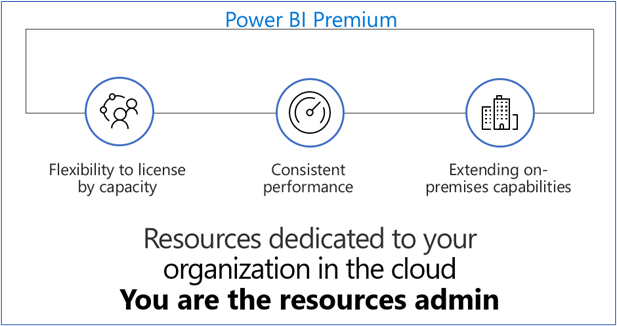 Power BI Premium
Flexibility to license
by capacity
Consistent
performance
Extending on-
premises capabilities
Resources dedicated to your
organization in the cloud
You are the resources admin